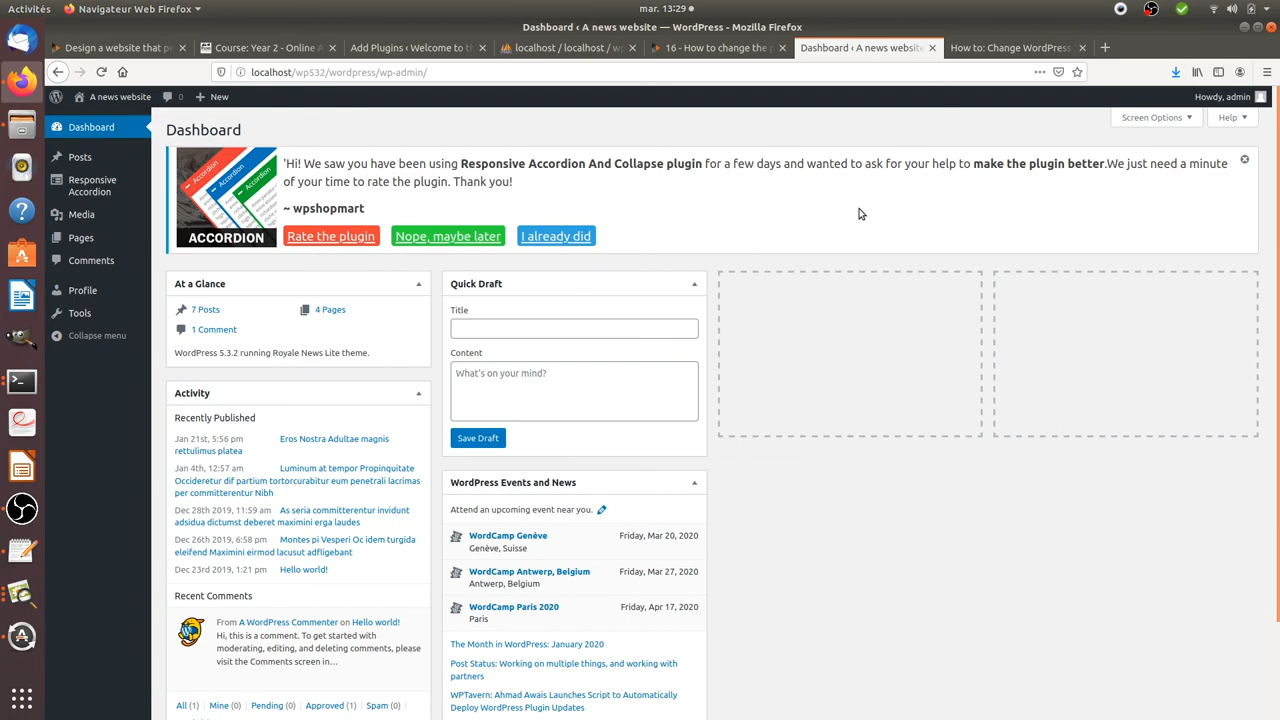 Activités
Navigateur Web Firefox
mar. 13:29
Dashboard ‹ A news website — WordPress - Mozilla Firefox
Design a website that pe
Course: Year 2 - Online A
Add Plugins ‹ Welcome to th
localhost / localhost / wp
16 - How to change the p
Dashboard ‹ A news website
How to: Change WordPress
localhost/wp532/wordpress/wp-admin/
A news website
0
New
Howdy, admin
Dashboard
Posts
Responsive
Accordion
Media
Pages
Comments
Profile
Tools
Collapse menu
Dashboard
Screen Options
Help
ACCORDION
'Hi! We saw you have been using Responsive Accordion And Collapse plugin for a few days and wanted to ask for your help to make the plugin better.We just need a minute
of your time to rate the plugin. Thank you!
~ wpshopmart
Rate the plugin
Nope, maybe later
I already did
At a Glance
7 Posts
4 Pages
1 Comment
WordPress 5.3.2 running Royale News Lite theme.
Activity
Recently Published
Jan 21st, 5:56 pm Eros Nostra Adultae magnis
rettulimus platea
Jan 4th, 12:57 am Luminum at tempor Propinquitate
Occideretur dif partium tortorcurabitur eum penetrali lacrimas
per committerentur Nibh
Dec 28th 2019, 11:59 am As seria committerentur invidunt
adsidua dictumst deberet maximini erga laudes
Dec 26th 2019, 6:58 pm Montes pi Vesperi Oc idem turgida
eleifend Maximini eirmod lacusut adfligebant
Dec 23rd 2019, 1:21 pm Hello world!
Recent Comments
From A WordPress Commenter on Hello world!
Hi, this is a comment. To get started with
moderating, editing, and deleting comments, please
visit the Comments screen in…
All (1) | Mine (0) | Pending (0) | Approved (1) | Spam (0) |
Quick Draft
Title
Content
What's on your mind?
Save Draft
WordPress Events and News
Attend an upcoming event near you.
WordCamp Genève Friday, Mar 20, 2020
Genève, Suisse
WordCamp Antwerp, Belgium Friday, Mar 27, 2020
Antwerp, Belgium
WordCamp Paris 2020 Friday, Apr 17, 2020
Paris
The Month in WordPress: January 2020
Post Status: Working on multiple things, and working with
partners
WPTavern: Ahmad Awais Launches Script to Automatically
Deploy WordPress Plugin Updates